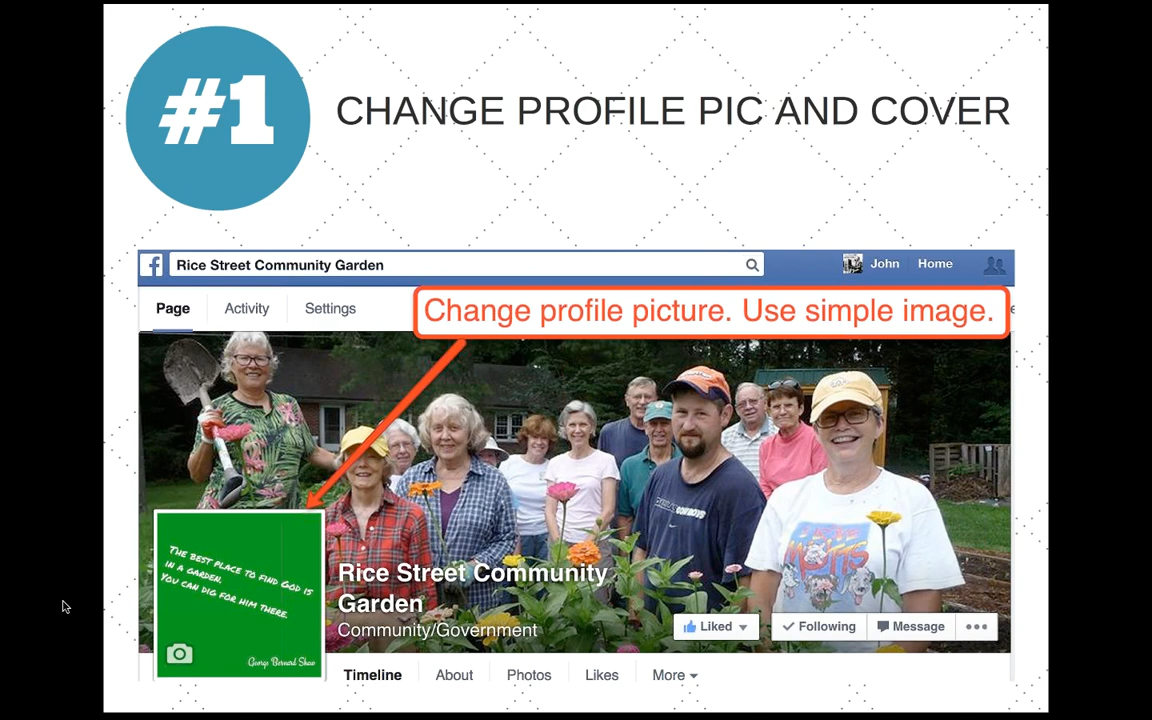 #1
CHANGE PROFILE PIC AND COVER
Rice Street Community Garden
John
Home
Page
Activity
Settings
Change profile picture. Use simple image.
THE BEST PLACE TO FIND GOD IS
IN A GARDEN.
YOU CAN DIG FOR HIM THERE.
George Bernard Shaw
Rice Street Community
Garden
Community/Government
Liked
Following
Message
Timeline
About
Photos
Likes
More